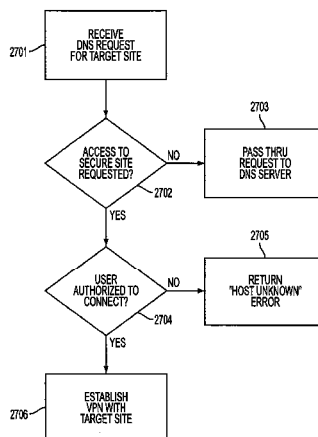 2701
RECEIVE
DNS REQUEST
FOR TARGET SITE
2703
ACCESS TO
SECURE SITE
REQUESTED?
NO
PASS THRU
REQUEST TO
DNS SERVER
2702
YES
2705
USER
AUTHORIZED TO
CONNECT?
NO
RETURN
"HOST UNKNOWN"
ERROR
2704
YES
2706
ESTABLISH
VPN WITH
TARGET SITE